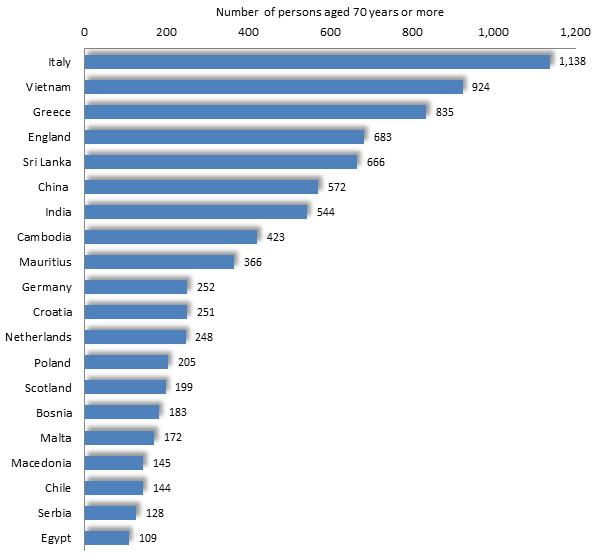 Number of persons aged 70 years or more
0 200 400 600 800 1,000 1,200
Italy 1,138
Vietnam 924
Greece 835
England 683
Sri Lanka 666
China 572
India 544
Cambodia 423
Mauritius 366
Germany 252
Croatia 251
Netherlands 248
Poland 205
Scotland 199
Bosnia 183
Malta 172
Macedonia 145
Chile 144
Serbia 128
Egypt 109